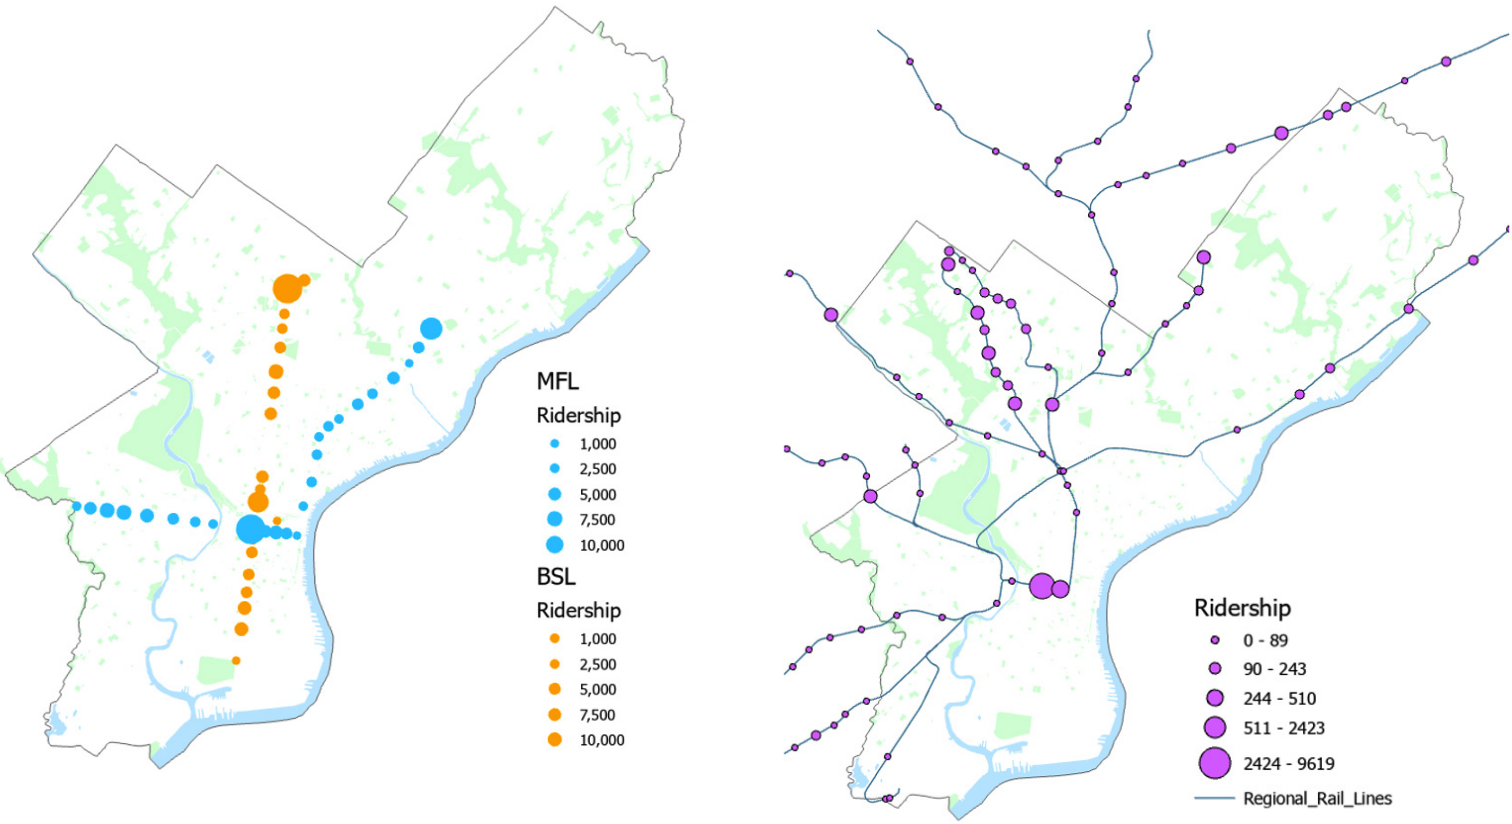 MFL
Ridership
1,000
2,500
5,000
7,500
10,000
BSL
Ridership
1,000
2,500
5,000
7,500
10,000
Ridership
0 - 89
90 - 243
244 - 510
511 - 2423
2424 - 9619
Regional_Rail_Lines